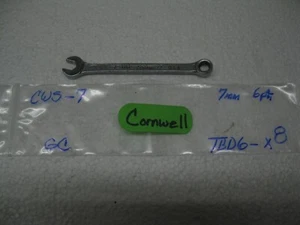 CWS-7 7mm 6pt
Cornwell
GC TBD6-x8